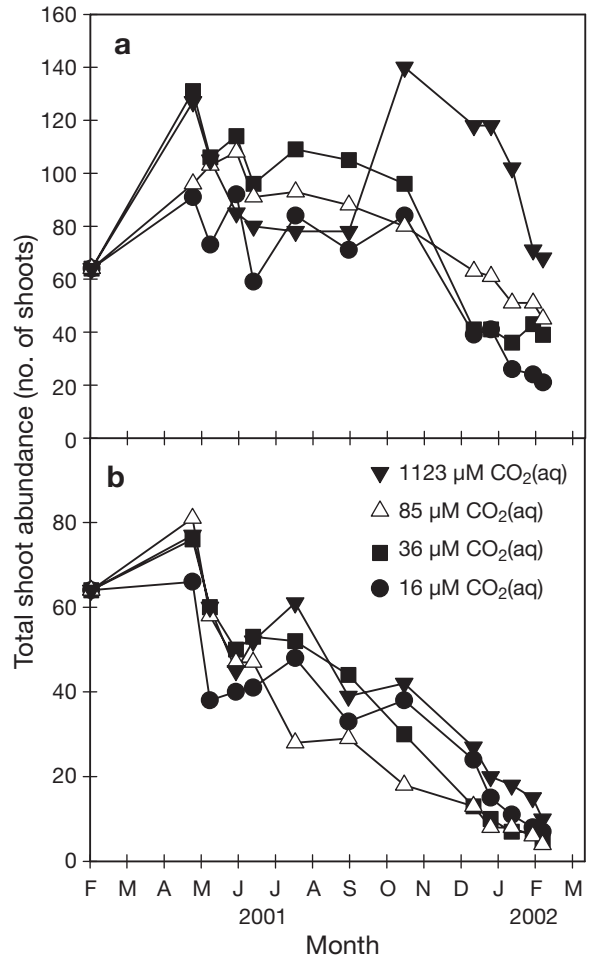 160
a
140
120
100
80
60
40
20
0
b
1123 µM CO₂(aq)
85 µM CO₂(aq)
36 µM CO₂(aq)
16 µM CO₂(aq)
80
60
40
20
0
Total shoot abundance (no. of shoots)
F M A M J J A S O N D J F M
2001 2002
Month